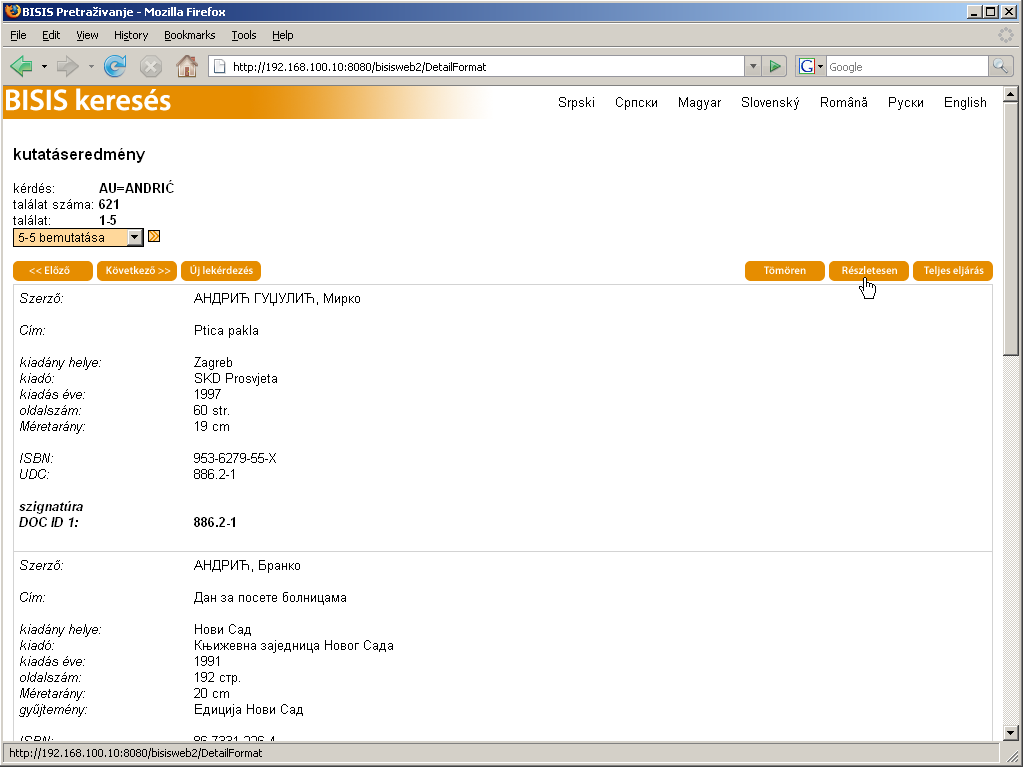 BISIS Pretraživanje - Mozilla Firefox
File Edit View History Bookmarks Tools Help
http://192.168.100.10:8080/bisisweb2/DetailFormat
G Google
BISIS keresés
Srpski Српски Magyar Slovenský Română Руски English
kutatáseredmény
kérdés: AU=ANDRIĆ
találat száma: 621
találat: 1-5
5-5 bemutatása
<< Előző Következő >> Új lekérdezés Tömören Részletesen Teljes eljárás
Szerző: АНДРИЋ ГУЏУЛИЋ, Мирко
Cím: Ptica pakla
kiadány helye: Zagreb
kiadó: SKD Prosvjeta
kiadás éve: 1997
oldalszám: 60 str.
Méretarány: 19 cm
ISBN: 953-6279-55-X
UDC: 886.2-1
szignatúra
DOC ID 1: 886.2-1
Szerző: АНДРИЋ, Бранко
Cím: Дан за посете болницама
kiadány helye: Нови Сад
kiadó: Књижевна заједница Новог Сада
kiadás éve: 1991
oldalszám: 192 стр.
Méretarány: 20 cm
gyűjtemény: Едиција Нови Сад
ISBN: 86-7331-226-4
http://192.168.100.10:8080/bisisweb2/DetailFormat